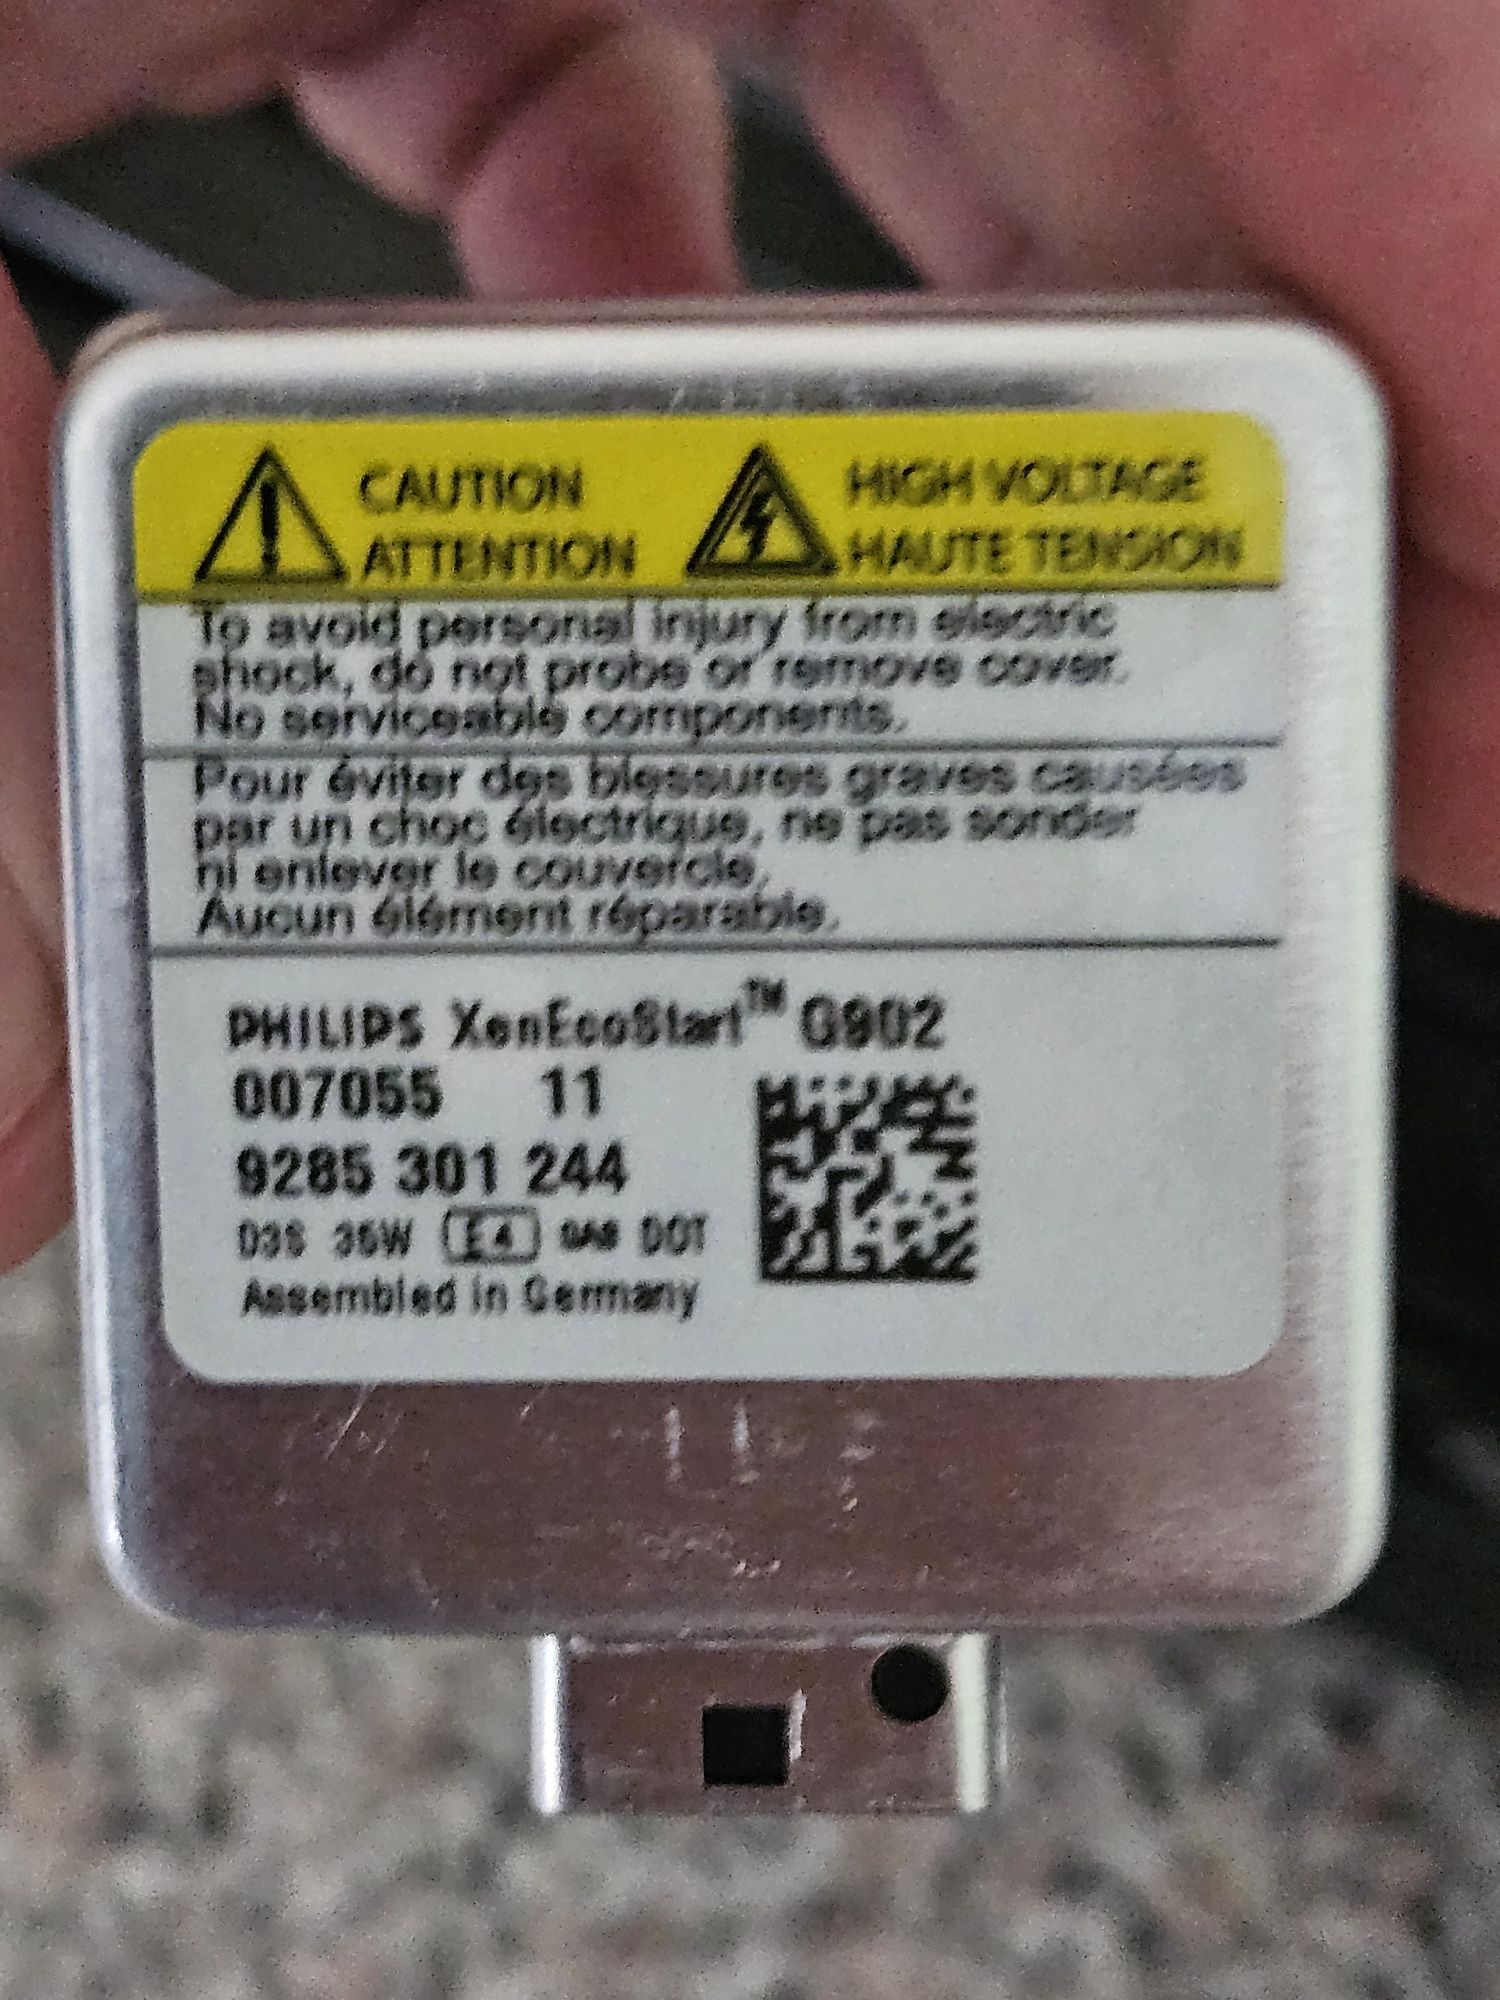 CAUTION
ATTENTION
HIGH VOLTAGE
HAUTE TENSION
To avoid personal injury from electric
shock, do not probe or remove cover.
No serviceable components.
Pour éviter des blessures graves causées
par un choc électrique, ne pas sonder
ni enlever le couvercle.
Aucun élément réparable.
PHILIPS XenEcoStart™ G902
007055 11
9285 301 244
D3S 35W E4 DOT
Assembled in Germany